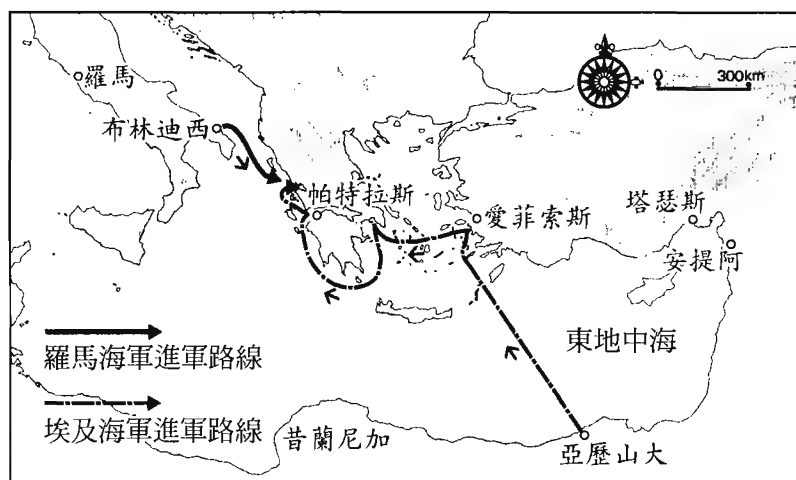 羅馬
0 300km
布林迪西
帕特拉斯
愛菲索斯
塔瑟斯
安提阿
東地中海
羅馬海軍進軍路線
埃及海軍進軍路線
昔蘭尼加
亞歷山大